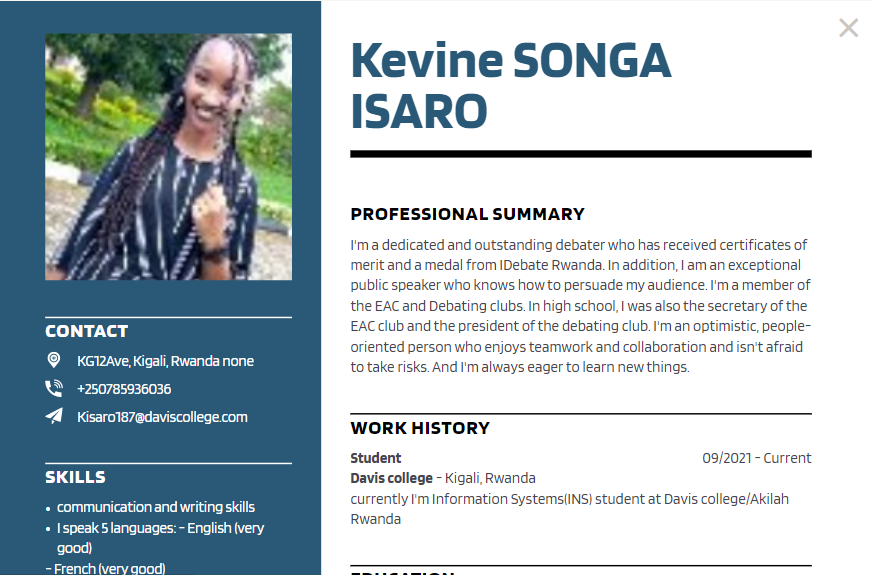 Kevine SONGA
ISARO
PROFESSIONAL SUMMARY
I'm a dedicated and outstanding debater who has received certificates of
merit and a medal from IDebate Rwanda. In addition, I am an exceptional
public speaker who knows how to persuade my audience. I'm a member of
the EAC and Debating clubs. In high school, I was also the secretary of the
EAC club and the president of the debating club. I'm an optimistic, people-
oriented person who enjoys teamwork and collaboration and isn't afraid
to take risks. And I'm always eager to learn new things.
WORK HISTORY
Student 09/2021 - Current
Davis college - Kigali, Rwanda
currently I'm Information Systems(INS) student at Davis college/Akilah
Rwanda
EDUCATION
CONTACT
KG12Ave, Kigali, Rwanda none
+250785936036
Kisaro187@daviscollege.com
SKILLS
• communication and writing skills
• I speak 5 languages: - English (very
good)
- French (very good)